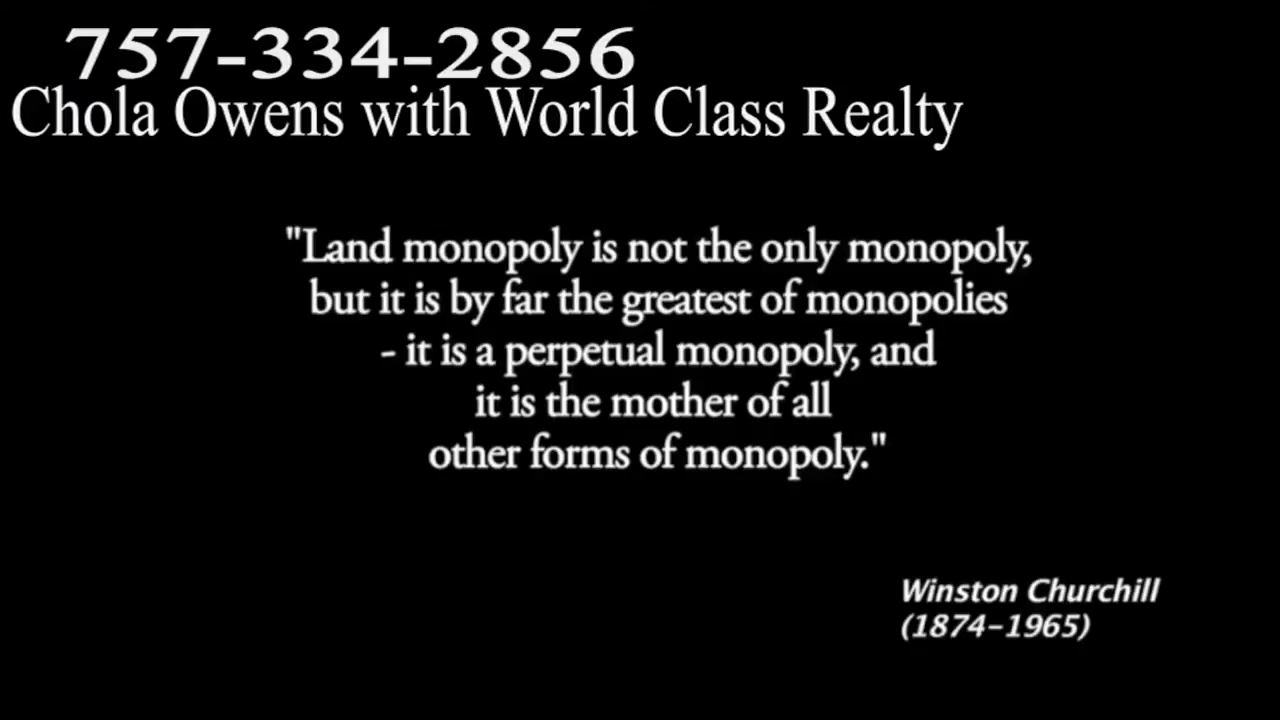 757-334-2856
Chola Owens with World Class Realty
"Land monopoly is not the only monopoly,
but it is by far the greatest of monopolies
- it is a perpetual monopoly, and
it is the mother of all
other forms of monopoly."
Winston Churchill
(1874-1965)